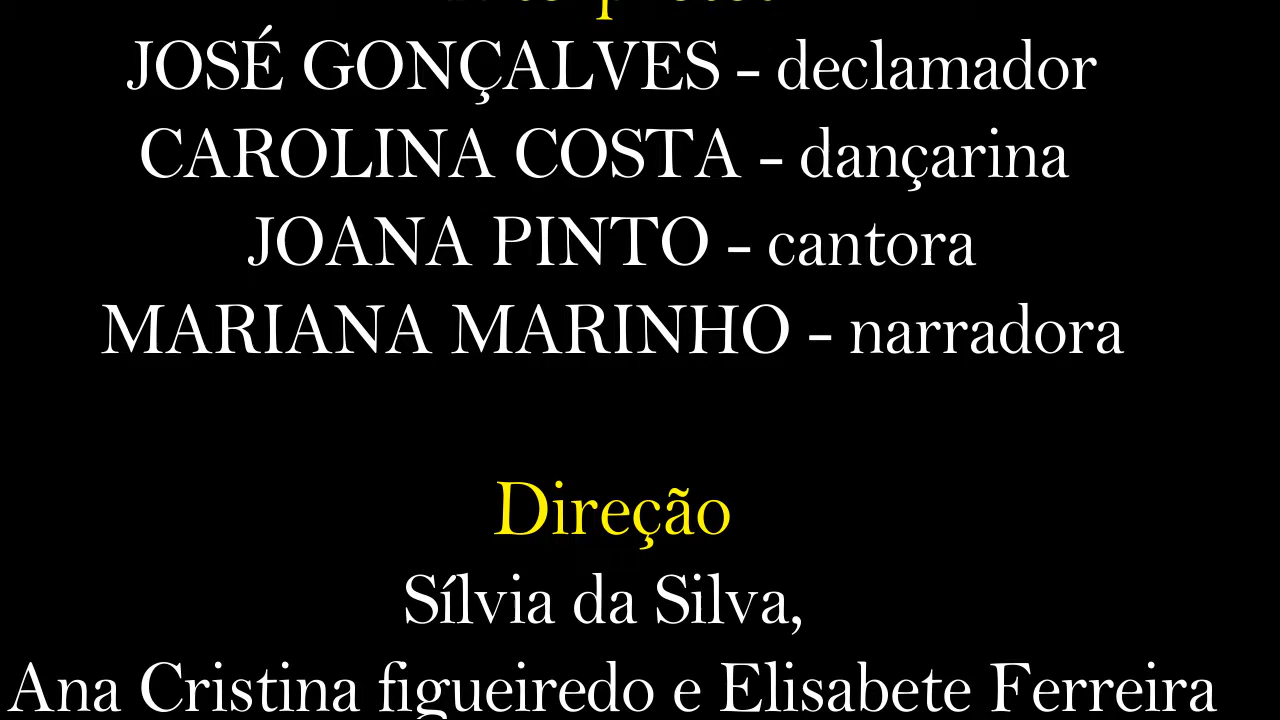 JOSÉ GONÇALVES - declamador
CAROLINA COSTA - dançarina
JOANA PINTO - cantora
MARIANA MARINHO - narradora
Direção
Sílvia da Silva,
Ana Cristina figueiredo e Elisabete Ferreira